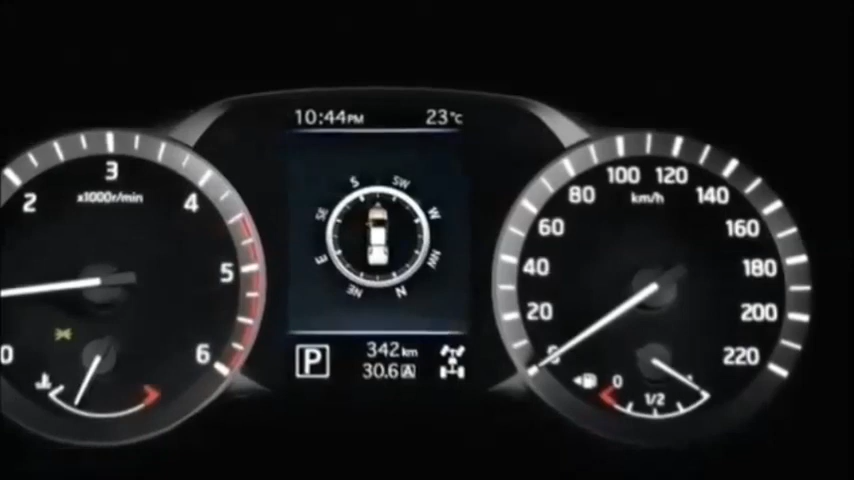 10:44PM 23°C
3
2 4
x1000r/min
5
0 6
S SW
SE W
E NW
NE N
P 342km
30.6 A
100 120
80 km/h 140
60 160
40 180
20 200
0 220
0 1/2